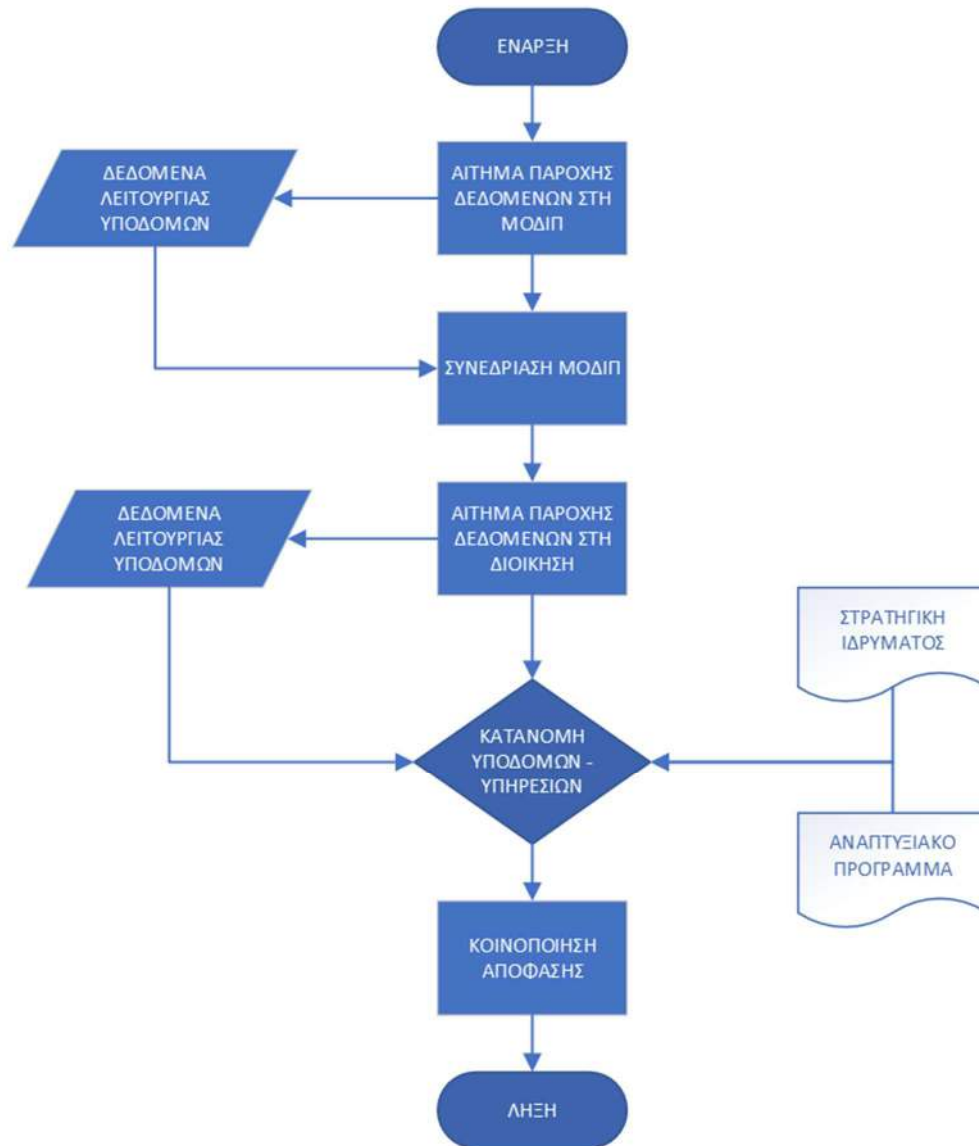 ΕΝΑΡΞΗ
ΔΕΔΟΜΕΝΑ
ΛΕΙΤΟΥΡΓΙΑΣ
ΥΠΟΔΟΜΩΝ
ΑΙΤΗΜΑ ΠΑΡΟΧΗΣ
ΔΕΔΟΜΕΝΩΝ ΣΤΗ
ΜΟΔΙΠ
ΣΥΝΕΔΡΙΑΣΗ ΜΟΔΙΠ
ΔΕΔΟΜΕΝΑ
ΛΕΙΤΟΥΡΓΙΑΣ
ΥΠΟΔΟΜΩΝ
ΑΙΤΗΜΑ ΠΑΡΟΧΗΣ
ΔΕΔΟΜΕΝΩΝ ΣΤΗ
ΔΙΟΙΚΗΣΗ
ΣΤΡΑΤΗΓΙΚΗ
ΙΔΡΥΜΑΤΟΣ
ΚΑΤΑΝΟΜΗ
ΥΠΟΔΟΜΩΝ -
ΥΠΗΡΕΣΙΩΝ
ΑΝΑΠΤΥΞΙΑΚΟ
ΠΡΟΓΡΑΜΜΑ
ΚΟΙΝΟΠΟΙΗΣΗ
ΑΠΟΦΑΣΗΣ
ΛΗΞΗ